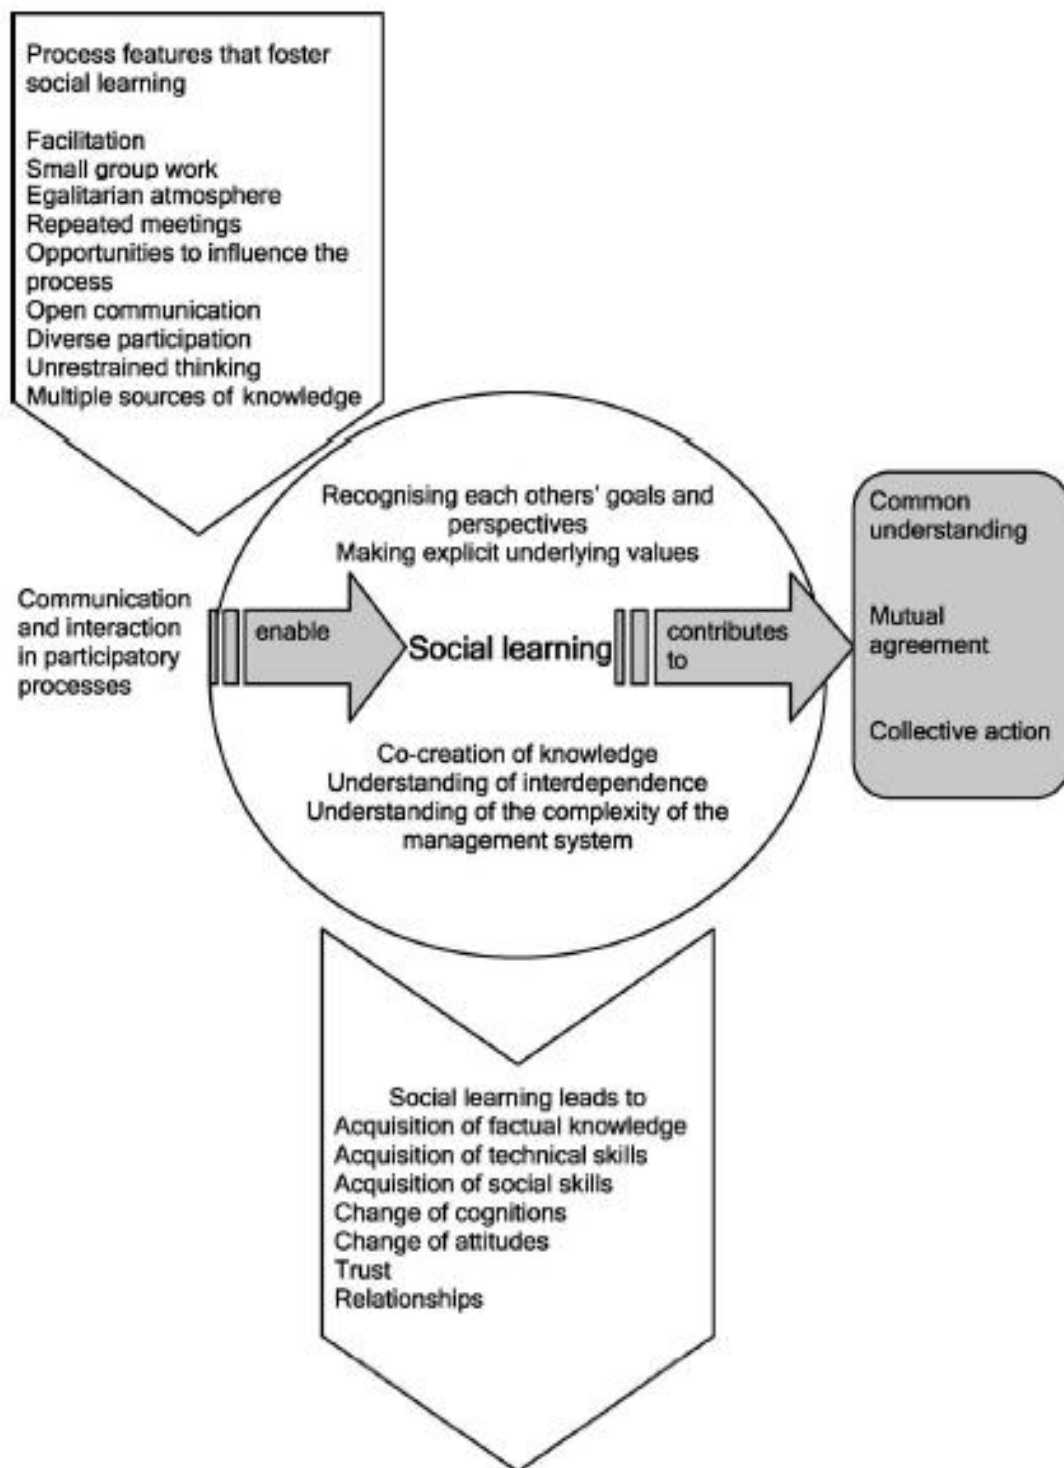 Process features that foster
social learning
Facilitation
Small group work
Egalitarian atmosphere
Repeated meetings
Opportunities to influence the
process
Open communication
Diverse participation
Unrestrained thinking
Multiple sources of knowledge
Recognising each others' goals and
perspectives
Making explicit underlying values
Communication
and interaction
in participatory
processes
enable
Social learning
contributes
to
Common
understanding
Mutual
agreement
Collective action
Co-creation of knowledge
Understanding of interdependence
Understanding of the complexity of the
management system
Social learning leads to
Acquisition of factual knowledge
Acquisition of technical skills
Acquisition of social skills
Change of cognitions
Change of attitudes
Trust
Relationships